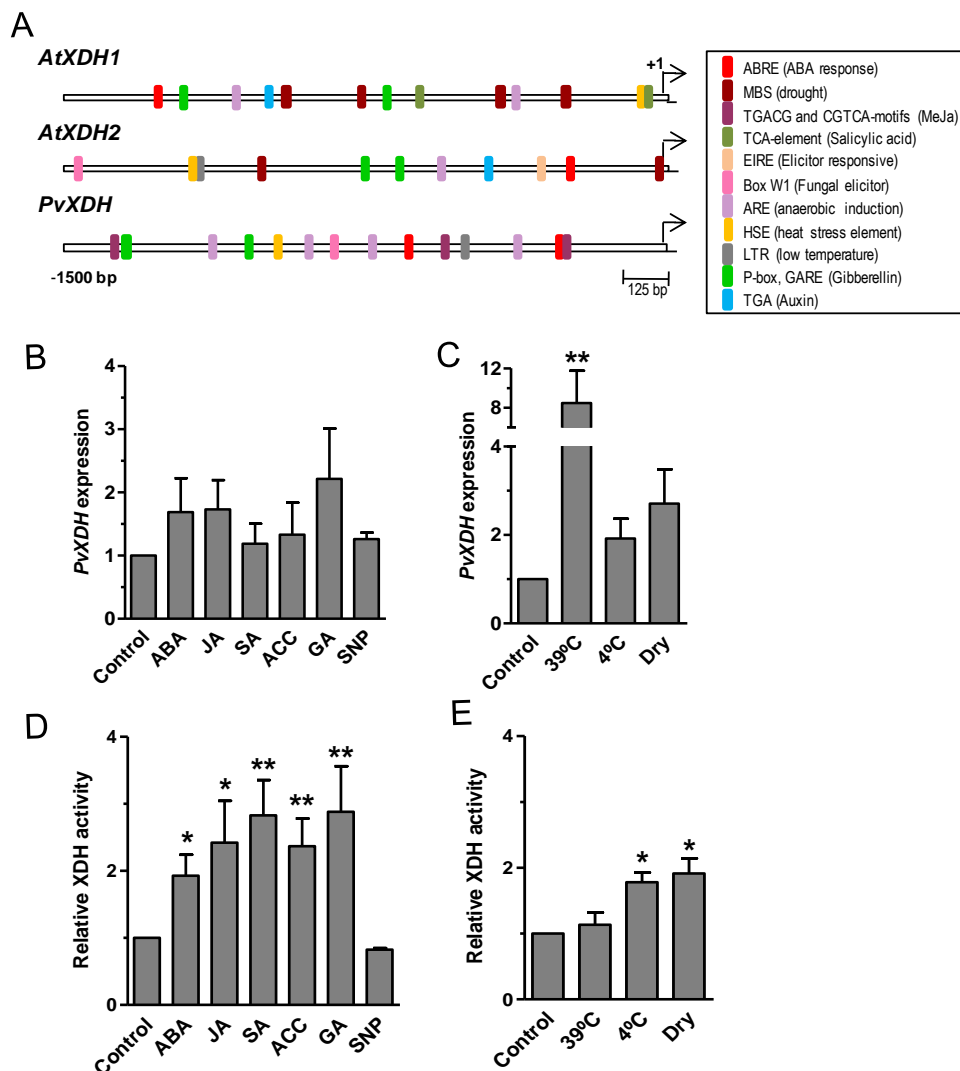 A
AtXDH1
+1
AtXDH2
PvXDH
-1500 bp
125 bp
ABRE (ABA response)
MBS (drought)
TGACG and CGTCA-motifs (MeJa)
TCA-element (Salicylic acid)
EIRE (Elicitor responsive)
Box W1 (Fungal elicitor)
ARE (anaerobic induction)
HSE (heat stress element)
LTR (low temperature)
P-box, GARE (Gibberellin)
TGA (Auxin)
B
PvXDH expression
4
3
2
1
0
Control
ABA
JA
SA
ACC
GA
SNP
C
PvXDH expression
12
8
4
2
0
**
Control
39ºC
4ºC
Dry
D
Relative XDH activity
4
2
0
*
*
**
**
**
Control
ABA
JA
SA
ACC
GA
SNP
E
Relative XDH activity
4
2
0
*
*
Control
39ºC
4ºC
Dry